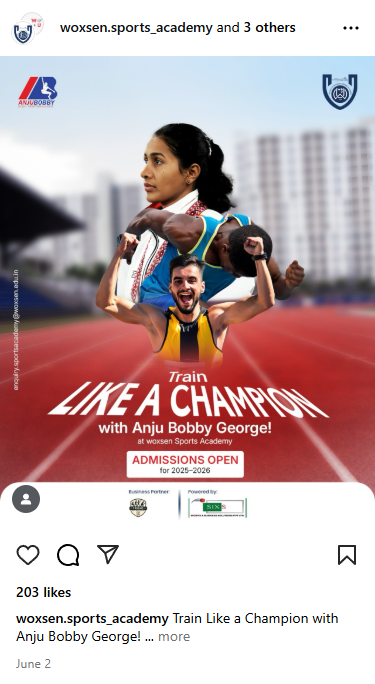 woxsen.sports_academy and 3 others
ANJUBOBBY
enquiry.sportsacademy@woxsen.edu.in
Train
LIKE A CHAMPION
with Anju Bobby George!
at woxsen Sports Academy
ADMISSIONS OPEN
for 2025-2026
Business Partner:
Powered by:
SIX
203 likes
woxsen.sports_academy Train Like a Champion with
Anju Bobby George! ... more
June 2